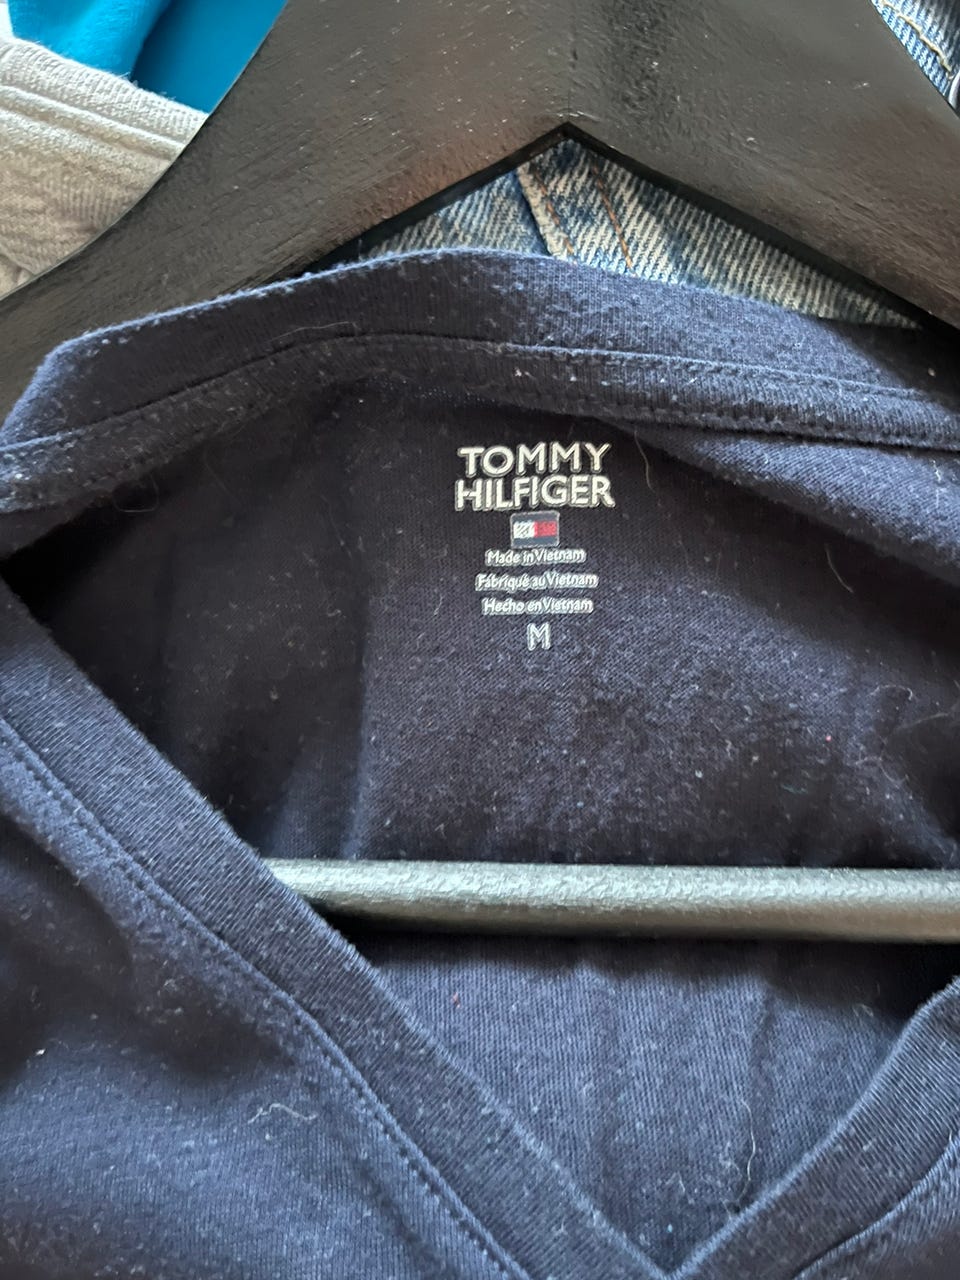 TOMMY
HILFIGER
Made in Vietnam
Fabriqué au Vietnam
Hecho en Vietnam
M